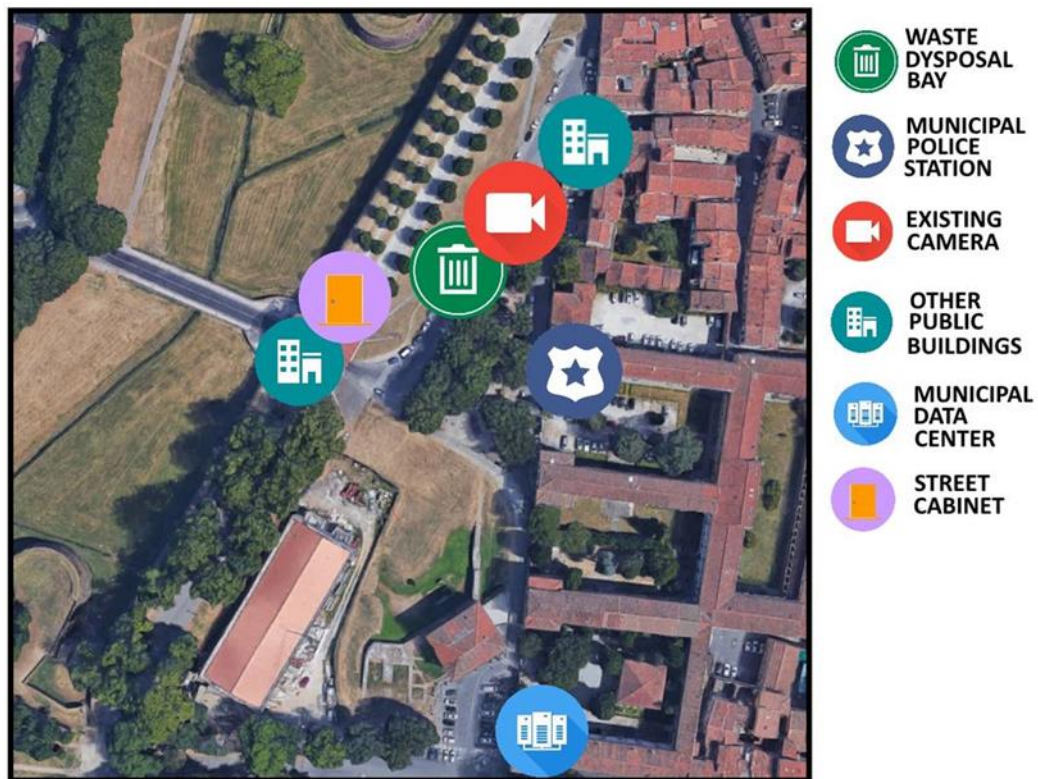 WASTE
DYSPOSAL
BAY
MUNICIPAL
POLICE
STATION
EXISTING
CAMERA
OTHER
PUBLIC
BUILDINGS
MUNICIPAL
DATA
CENTER
STREET
CABINET